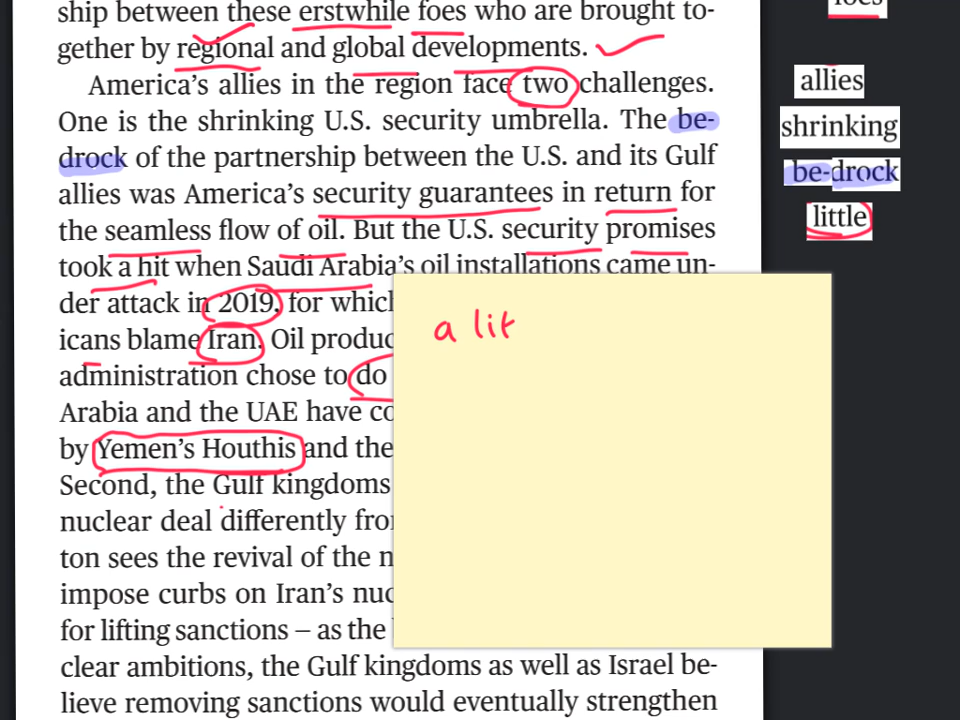 ship between these erstwhile foes who are brought to-
gether by regional and global developments.
America's allies in the region face two challenges.
One is the shrinking U.S. security umbrella. The be-
drock of the partnership between the U.S. and its Gulf
allies was America's security guarantees in return for
the seamless flow of oil. But the U.S. security promises
took a hit when Saudi Arabia's oil installations came un-
der attack in 2019, for which
icans blame Iran. Oil produc
administration chose to do
Arabia and the UAE have co
by Yemen's Houthis and the
Second, the Gulf kingdoms
nuclear deal differently from
ton sees the revival of the n
impose curbs on Iran's nuc
for lifting sanctions – as the
clear ambitions, the Gulf kingdoms as well as Israel be-
lieve removing sanctions would eventually strengthen
a lit
foes
allies
shrinking
be-drock
little